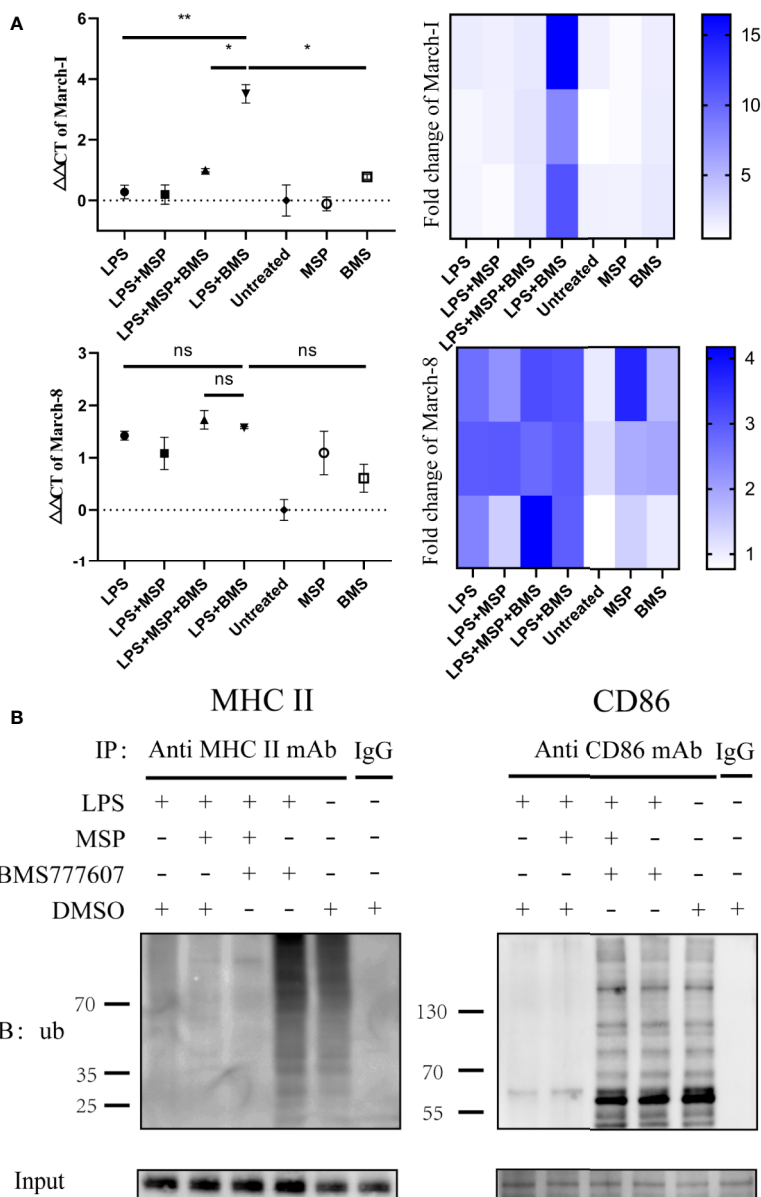 A
ΔΔCT of March-I
6
4
2
0
**
*
*
LPS
LPS+MSP
LPS+MSP+BMS
LPS+BMS
Untreated
MSP
BMS
Fold change of March-I
LPS
LPS+MSP
LPS+MSP+BMS
LPS+BMS
Untreated
MSP
BMS
15
10
5
ΔΔCT of March-8
3
2
1
0
-1
ns
ns
ns
LPS
LPS+MSP
LPS+MSP+BMS
LPS+BMS
Untreated
MSP
BMS
Fold change of March-8
LPS
LPS+MSP
LPS+MSP+BMS
LPS+BMS
Untreated
MSP
BMS
4
3
2
1
B
MHC II
CD86
IP: Anti MHC II mAb IgG
Anti CD86 mAb IgG
LPS + + + + - - + + + + - -
MSP - + + - - - - + + - - -
BMS777607 - - + + - - - - + + - -
DMSO + + - - + + + + - - + +
70
35
25
B: ub
130
70
55
Input